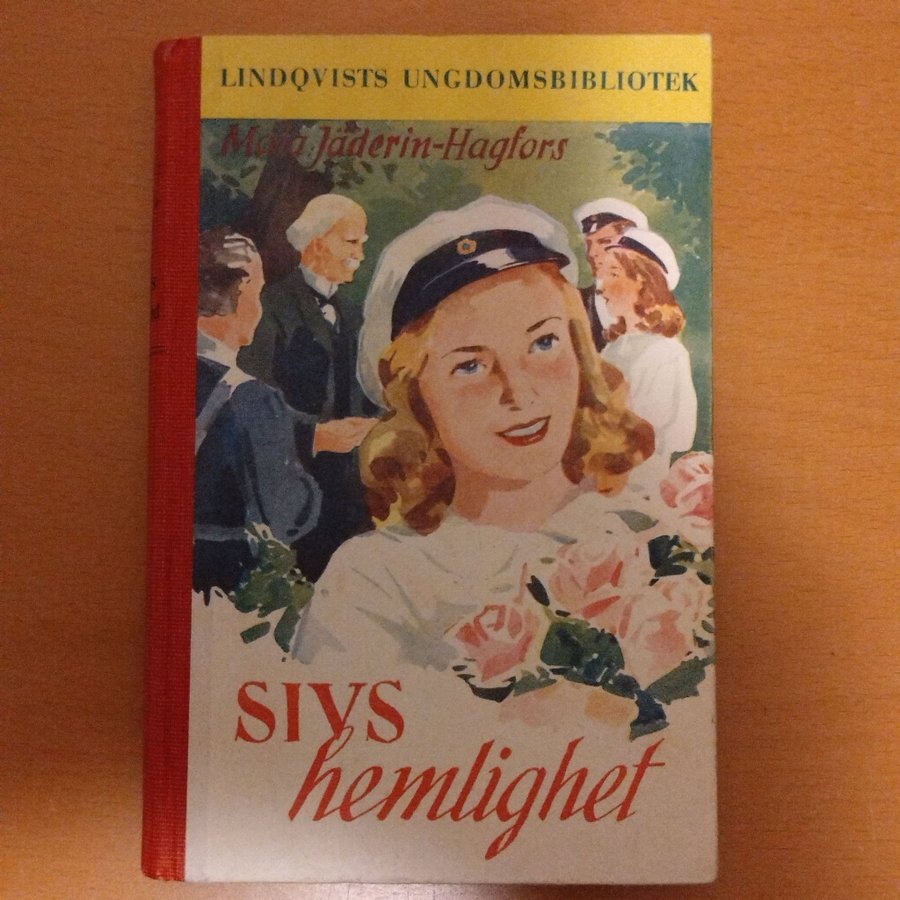 LINDQVISTS UNGDOMSBIBLIOTEK
Maja Jäderin-Hagfors
SIVS
hemlighet